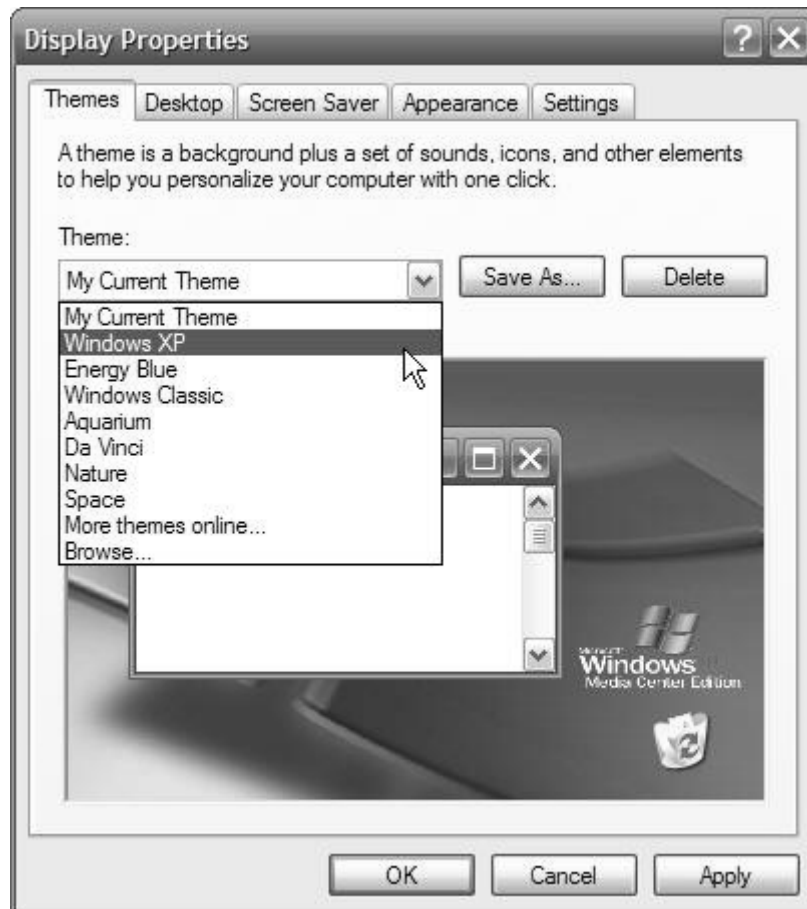 Display Properties
Themes Desktop Screen Saver Appearance Settings
A theme is a background plus a set of sounds, icons, and other elements
to help you personalize your computer with one click.
Theme:
My Current Theme Save As... Delete
My Current Theme
Windows XP
Energy Blue
Windows Classic
Aquarium
Da Vinci
Nature
Space
More themes online...
Browse...
Microsoft
Windows
Media Center Edition
OK Cancel Apply